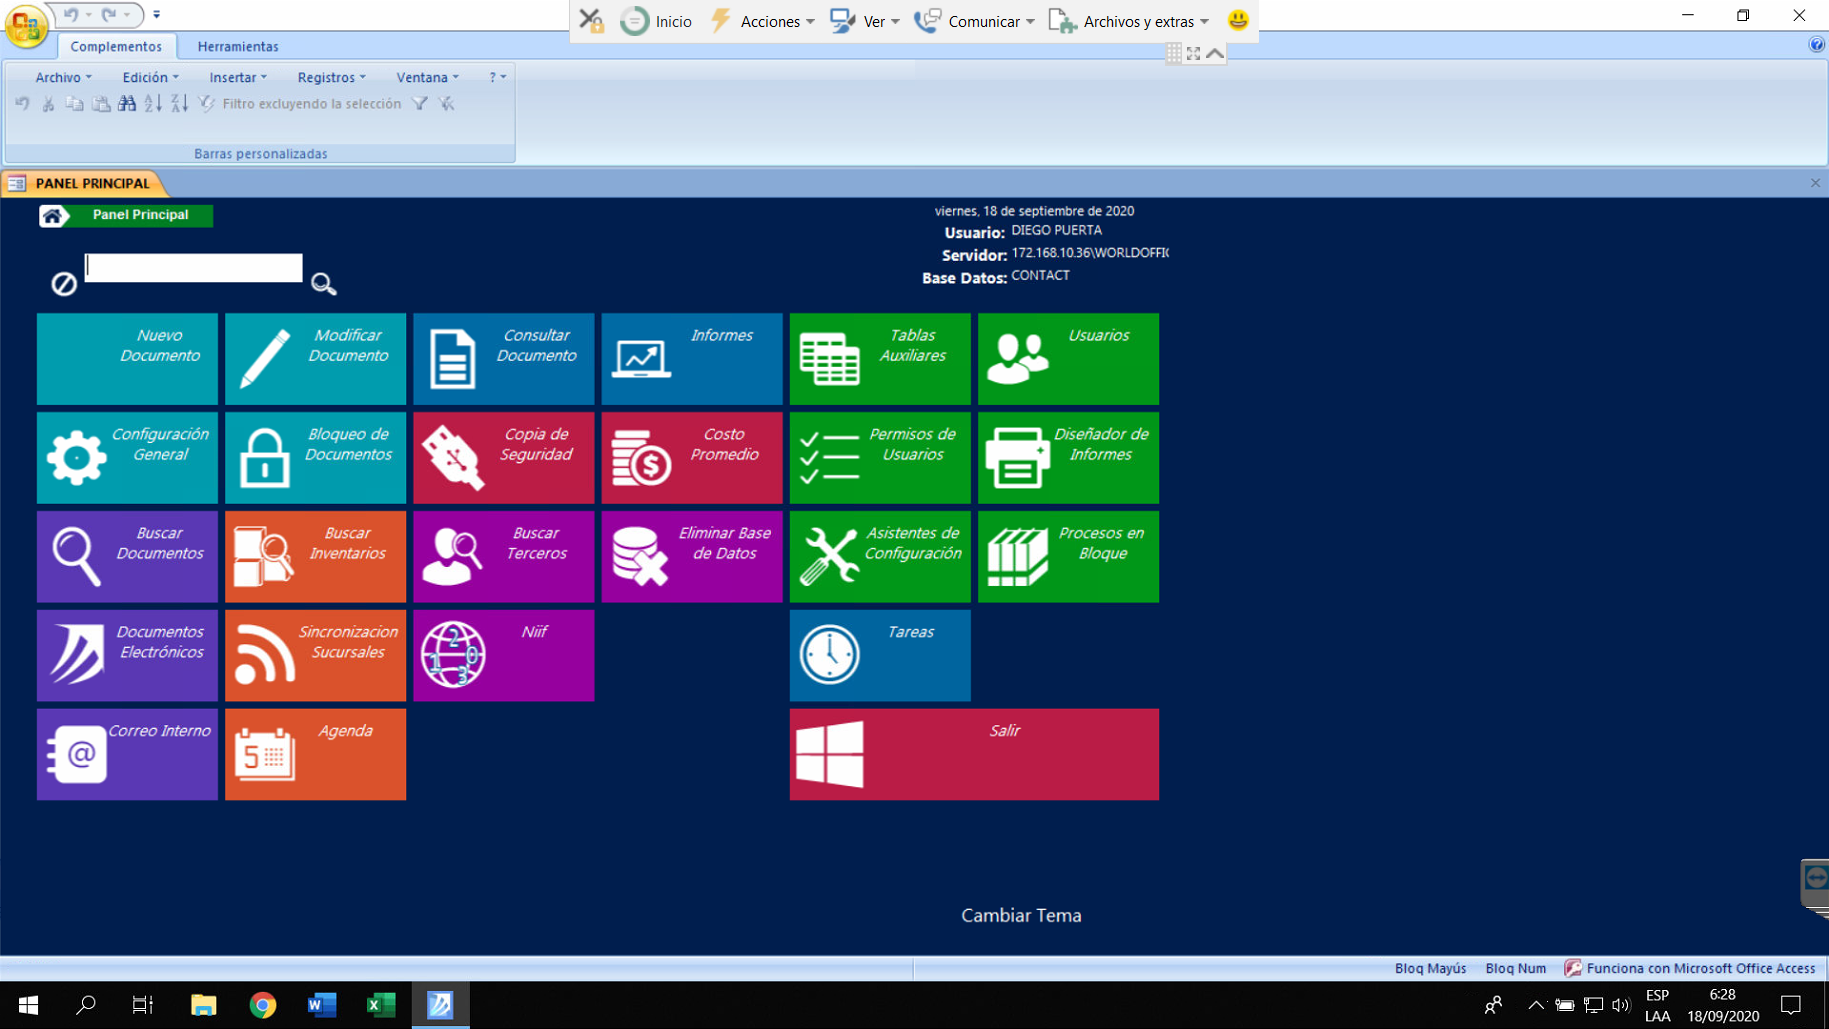 Inicio
Acciones
Ver
Comunicar
Archivos y extras
Complementos
Herramientas
Archivo
Edición
Insertar
Registros
Ventana
?
Filtro excluyendo la selección
Barras personalizadas
PANEL PRINCIPAL
Panel Principal
viernes, 18 de septiembre de 2020
Usuario: DIEGO PUERTA
Servidor: 172.168.10.36\WORLDOFFIC
Base Datos: CONTACT
Nuevo
Documento
Modificar
Documento
Consultar
Documento
Informes
Tablas
Auxiliares
Usuarios
Configuración
General
Bloqueo de
Documentos
Copia de
Seguridad
Costo
Promedio
Permisos de
Usuarios
Diseñador de
Informes
Buscar
Documentos
Buscar
Inventarios
Buscar
Terceros
Eliminar Base
de Datos
Asistentes de
Configuración
Procesos en
Bloque
Documentos
Electrónicos
Sincronizacion
Sucursales
Niif
Tareas
Correo Interno
Agenda
Salir
Cambiar Tema
Bloq Mayús
Bloq Num
Funciona con Microsoft Office Access
ESP
LAA
6:28
18/09/2020